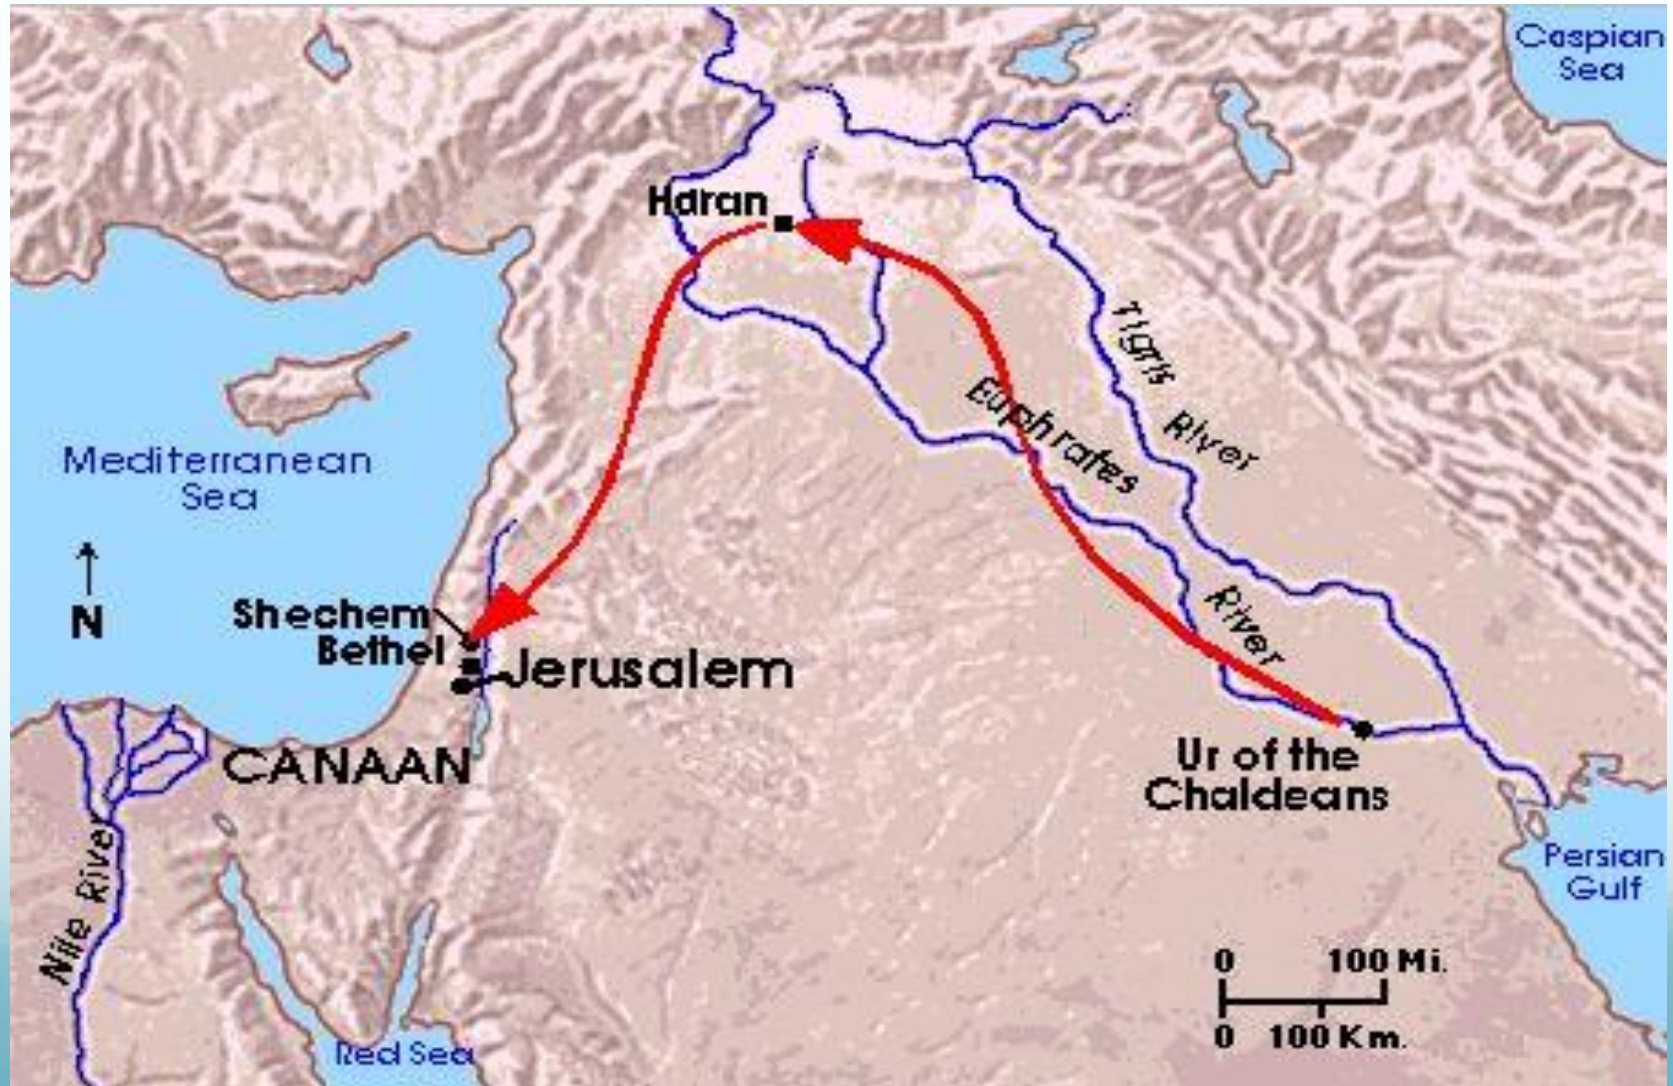 Caspian
Sea
Haran
Tigris
River
Euphrates
River
Mediterranean
Sea
N
Shechem
Bethel
Jerusalem
CANAAN
Ur of the
Chaldeans
Nile River
Persian
Gulf
Red Sea
0 100 Mi.
0 100 Km.